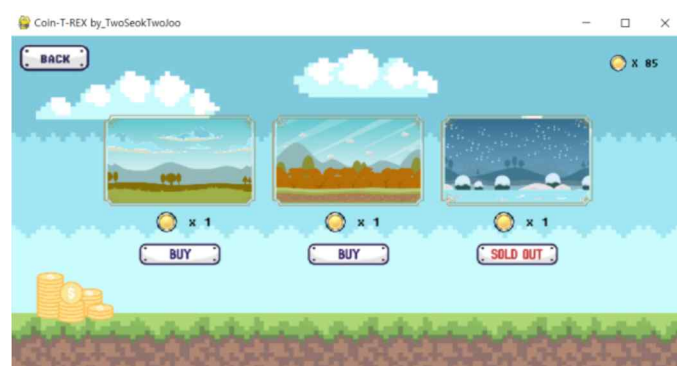 Coin-T-REX by_TwoSeokTwoJoo
BACK
X 85
x 1
x 1
x 1
BUY
BUY
SOLD OUT
$